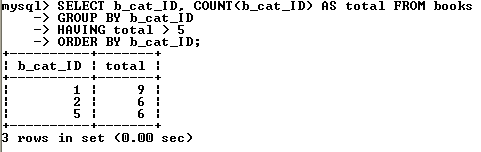 mysql> SELECT b_cat_ID, COUNT(b_cat_ID) AS total FROM books
-> GROUP BY b_cat_ID
-> HAVING total > 5
-> ORDER BY b_cat_ID;
+----------+-------+
| b_cat_ID | total |
+----------+-------+
|        1 |     9 |
|        2 |     6 |
|        5 |     6 |
+----------+-------+
3 rows in set (0.00 sec)